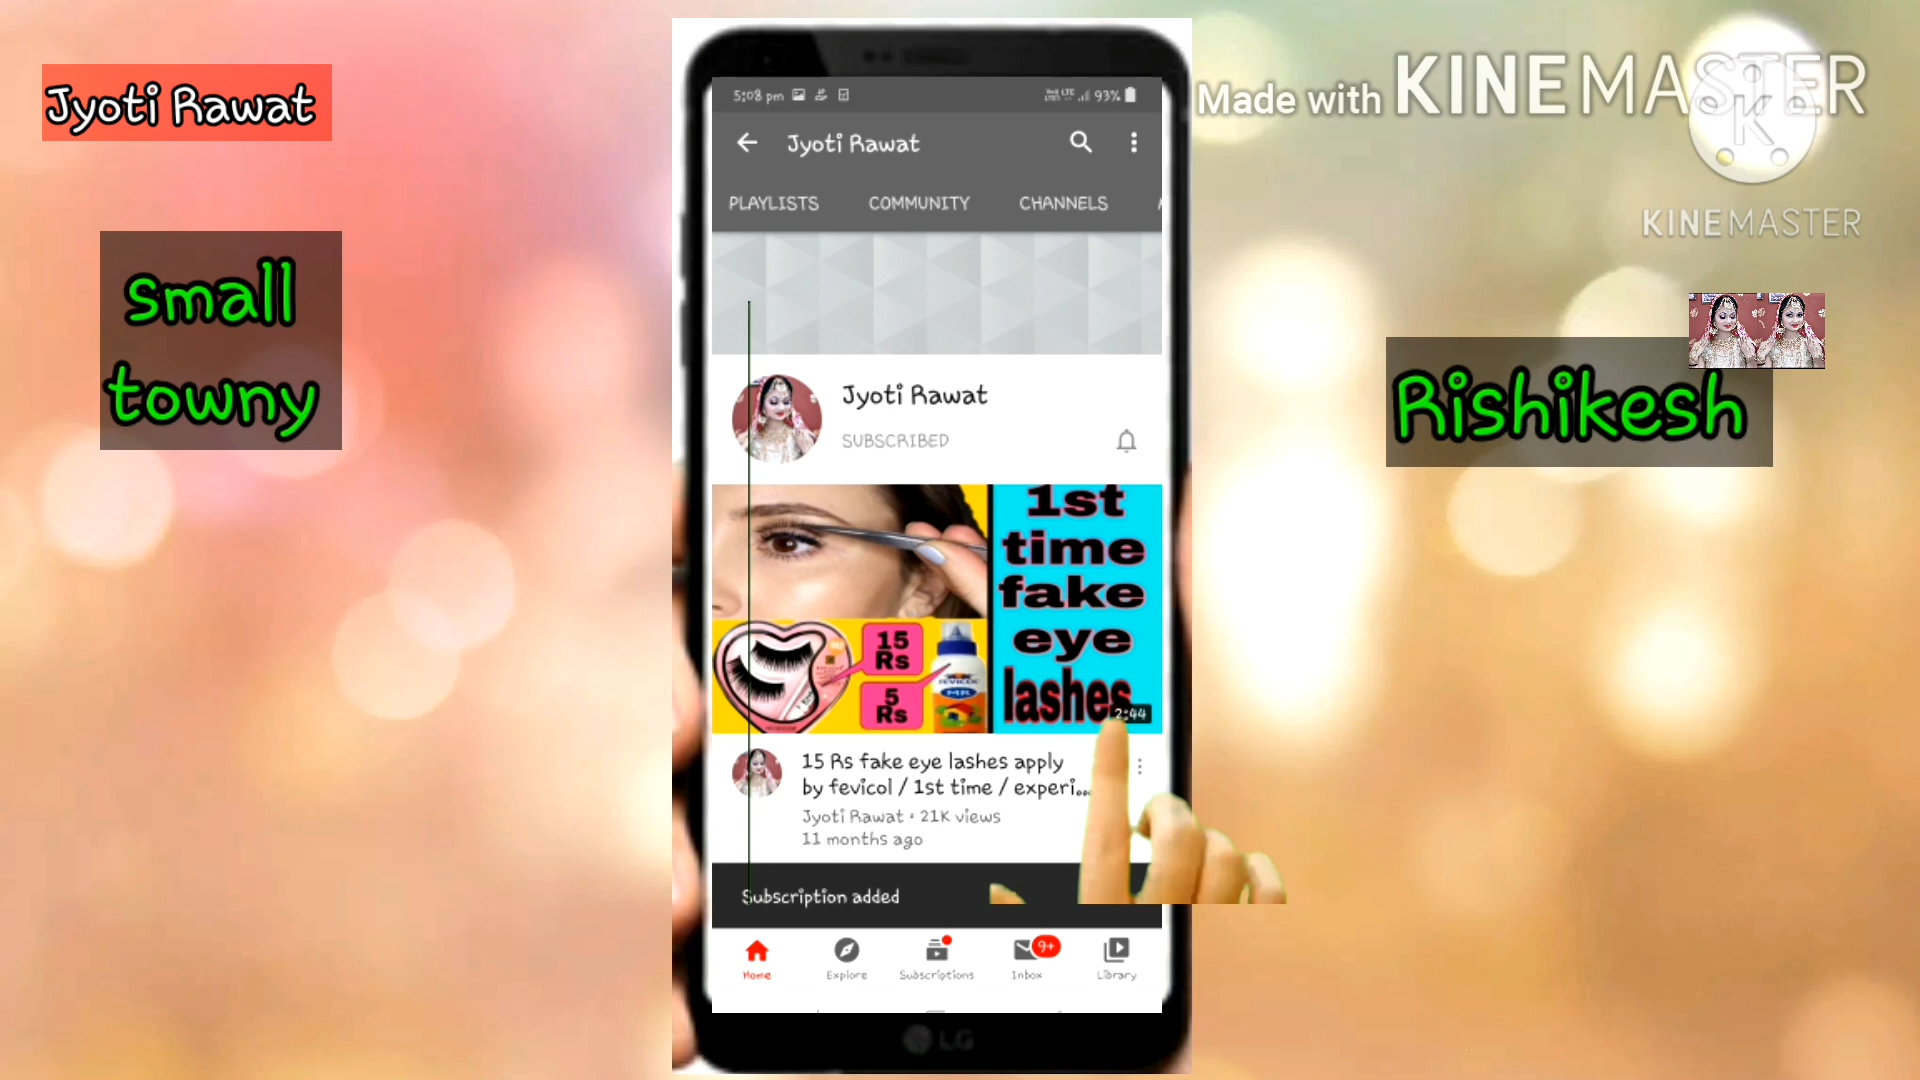 Jyoti Rawat
small
towny
5:08 pm
93%
Jyoti Rawat
PLAYLISTS COMMUNITY CHANNELS
Jyoti Rawat
SUBSCRIBED
1st
time
fake
eye
lashes
15
Rs
5
Rs
FEVICOL
MR
2:44
15 Rs fake eye lashes apply
by fevicol / 1st time / experi...
Jyoti Rawat • 21K views
11 months ago
Subscription added
9+
Home Explore Subscriptions Inbox Library
LG
Made with KINEMASTER
K
KINEMASTER
Rishikesh